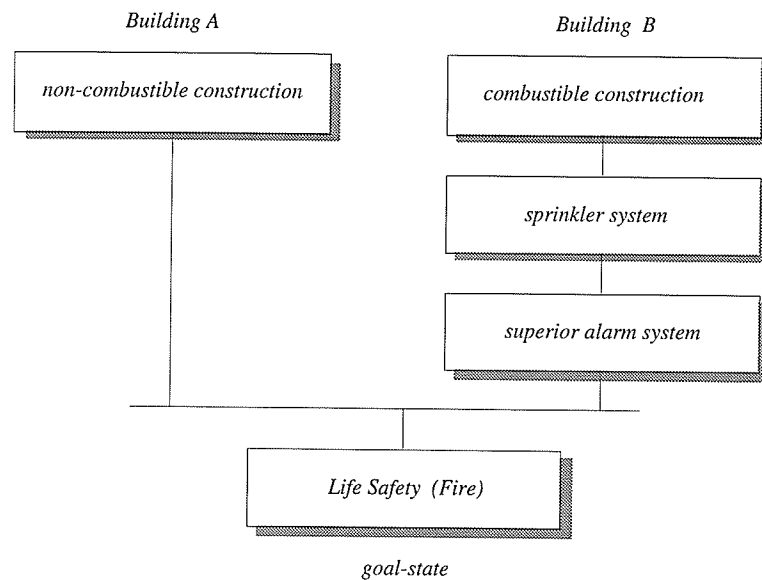 Building A
Building B
non-combustible construction
combustible construction
sprinkler system
superior alarm system
Life Safety (Fire)
goal-state